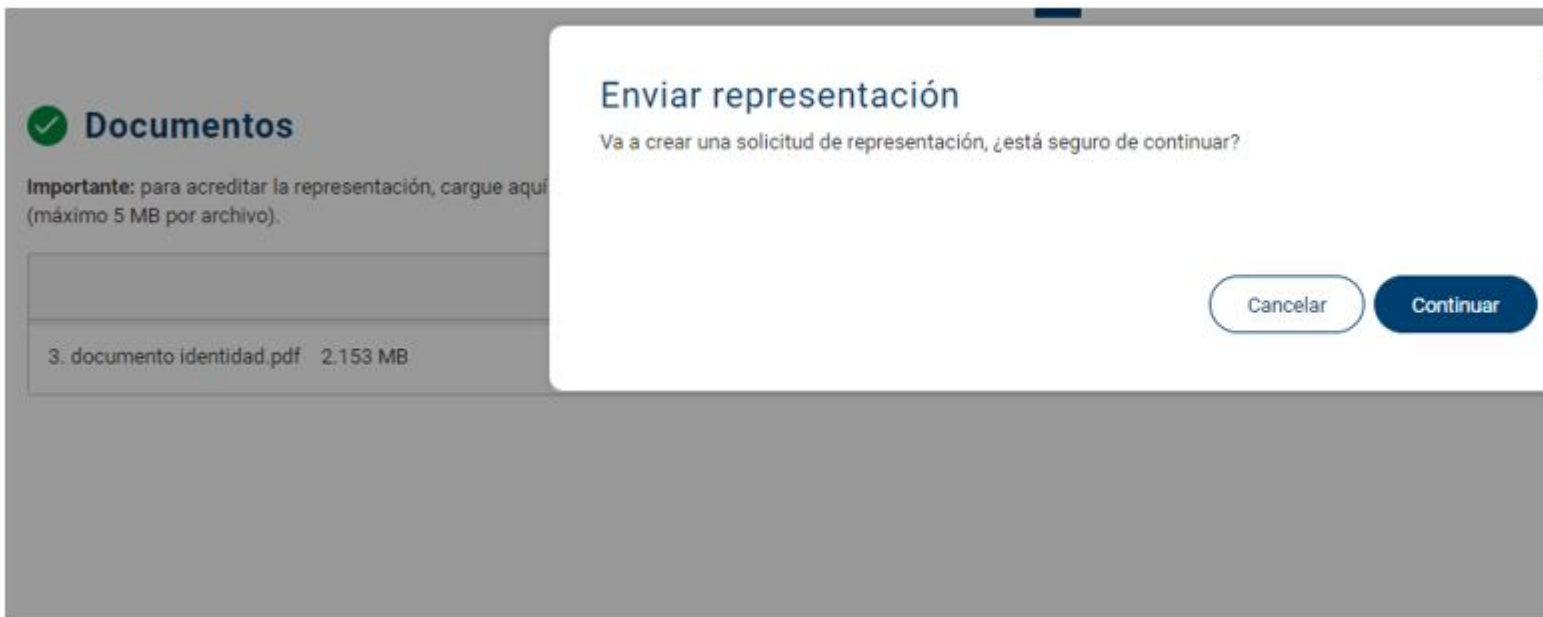 Enviar representación
Va a crear una solicitud de representación, ¿está seguro de continuar?
Cancelar
Continuar
Documentos
Importante: para acreditar la representación, cargue aquí
(máximo 5 MB por archivo).
3. documento identidad.pdf 2.153 MB